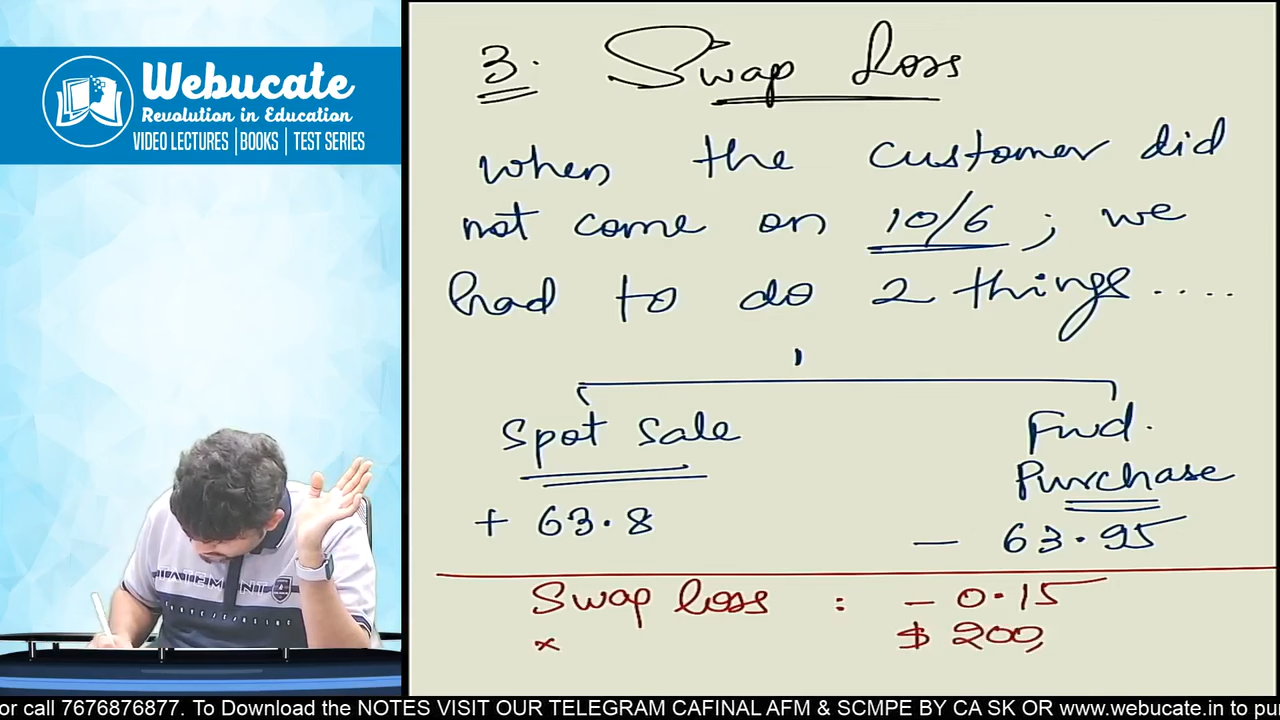 Webucate
Revolution in Education
VIDEO LECTURES | BOOKS | TEST SERIES
3. Swap Loss
When the customer did
not come on 10/6 ; we
had to do 2 things ....
Spot Sale
Fwd.
Purchase
+ 63.8
- 63.95
Swap loss : - 0.15
× $ 200,
or call 7676876877. To Download the NOTES VISIT OUR TELEGRAM CAFINAL AFM & SCMPE BY CA SK OR www.webucate.in to pu